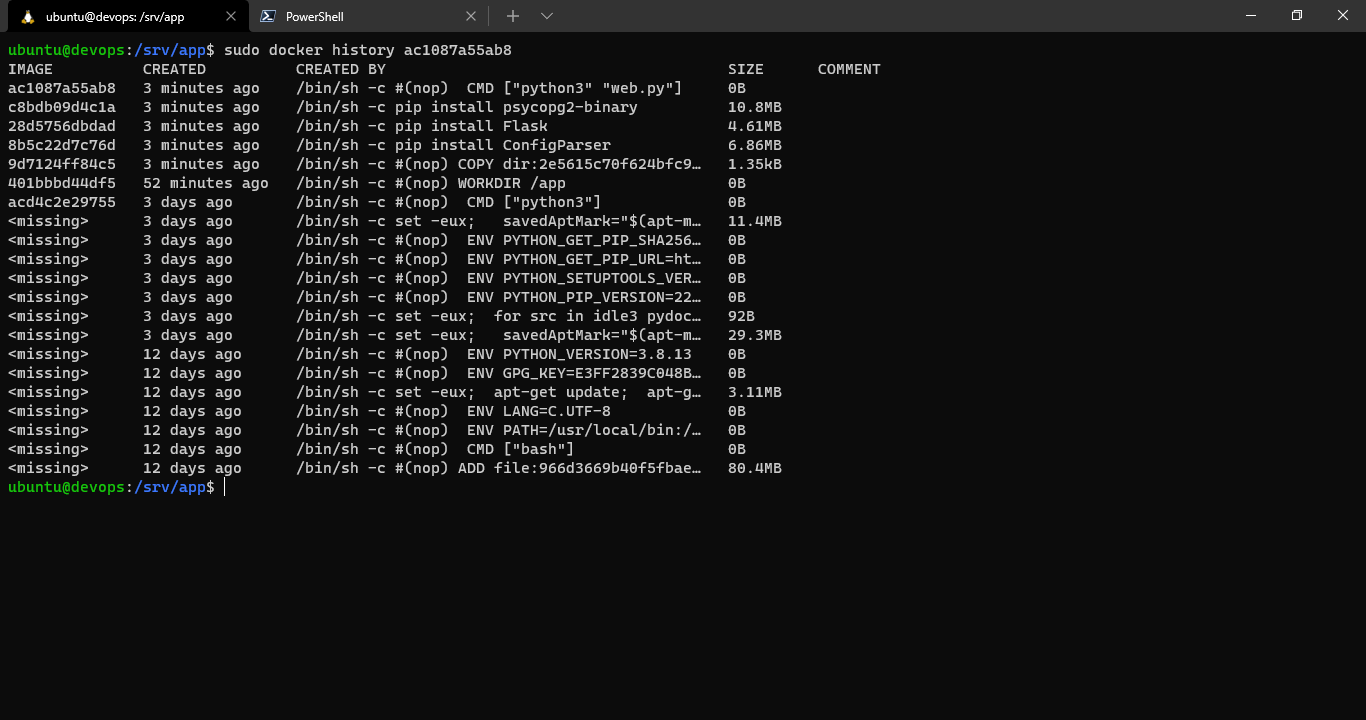 ubuntu@devops: /srv/app PowerShell
ubuntu@devops:/srv/app$ sudo docker history ac1087a55ab8
IMAGE CREATED CREATED BY SIZE COMMENT
ac1087a55ab8 3 minutes ago /bin/sh -c #(nop)  CMD ["python3" "web.py"] 0B
c8bdb09d4c1a 3 minutes ago /bin/sh -c pip install psycopg2-binary 10.8MB
28d5756dbdad 3 minutes ago /bin/sh -c pip install Flask 4.61MB
8b5c22d7c76d 3 minutes ago /bin/sh -c pip install ConfigParser 6.86MB
9d7124ff84c5 3 minutes ago /bin/sh -c #(nop) COPY dir:2e5615c70f624bfc9… 1.35kB
401bbbd44df5 52 minutes ago /bin/sh -c #(nop) WORKDIR /app 0B
acd4c2e29755 3 days ago /bin/sh -c #(nop)  CMD ["python3"] 0B
<missing> 3 days ago /bin/sh -c set -eux;   savedAptMark="$(apt-m… 11.4MB
<missing> 3 days ago /bin/sh -c #(nop)  ENV PYTHON_GET_PIP_SHA256… 0B
<missing> 3 days ago /bin/sh -c #(nop)  ENV PYTHON_GET_PIP_URL=ht… 0B
<missing> 3 days ago /bin/sh -c #(nop)  ENV PYTHON_SETUPTOOLS_VER… 0B
<missing> 3 days ago /bin/sh -c #(nop)  ENV PYTHON_PIP_VERSION=22… 0B
<missing> 3 days ago /bin/sh -c set -eux;  for src in idle3 pydoc… 92B
<missing> 3 days ago /bin/sh -c set -eux;   savedAptMark="$(apt-m… 29.3MB
<missing> 12 days ago /bin/sh -c #(nop)  ENV PYTHON_VERSION=3.8.13 0B
<missing> 12 days ago /bin/sh -c #(nop)  ENV GPG_KEY=E3FF2839C048B… 0B
<missing> 12 days ago /bin/sh -c set -eux;  apt-get update;  apt-g… 3.11MB
<missing> 12 days ago /bin/sh -c #(nop)  ENV LANG=C.UTF-8 0B
<missing> 12 days ago /bin/sh -c #(nop)  ENV PATH=/usr/local/bin:/… 0B
<missing> 12 days ago /bin/sh -c #(nop)  CMD ["bash"] 0B
<missing> 12 days ago /bin/sh -c #(nop) ADD file:966d3669b40f5fbae… 80.4MB
ubuntu@devops:/srv/app$